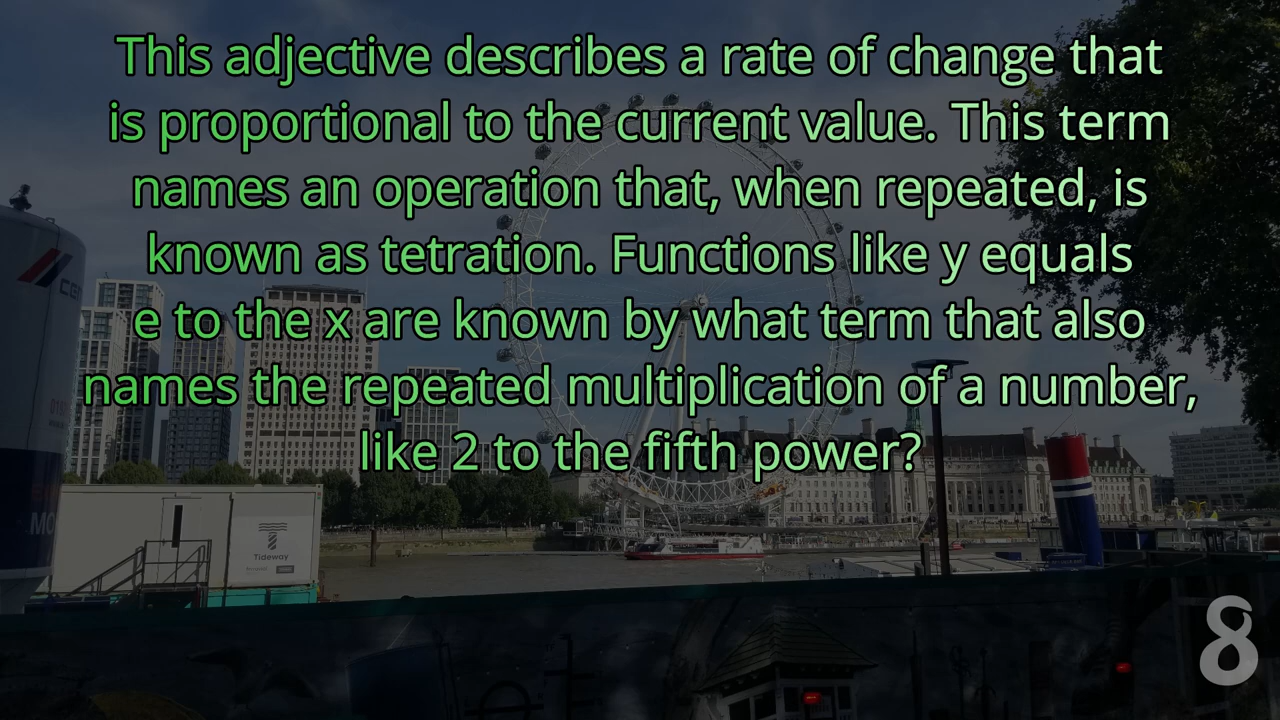 This adjective describes a rate of change that
is proportional to the current value. This term
names an operation that, when repeated, is
known as tetration. Functions like y equals
e to the x are known by what term that also
names the repeated multiplication of a number,
like 2 to the fifth power?
Tideway
8